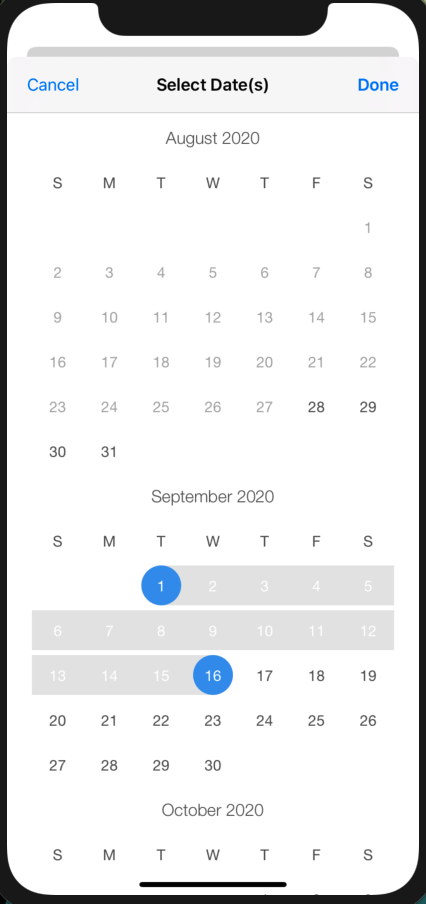 Cancel Select Date(s) Done
August 2020
S M T W T F S
1
2 3 4 5 6 7 8
9 10 11 12 13 14 15
16 17 18 19 20 21 22
23 24 25 26 27 28 29
30 31
September 2020
S M T W T F S
1 2 3 4 5
6 7 8 9 10 11 12
13 14 15 16 17 18 19
20 21 22 23 24 25 26
27 28 29 30
October 2020
S M T W T F S